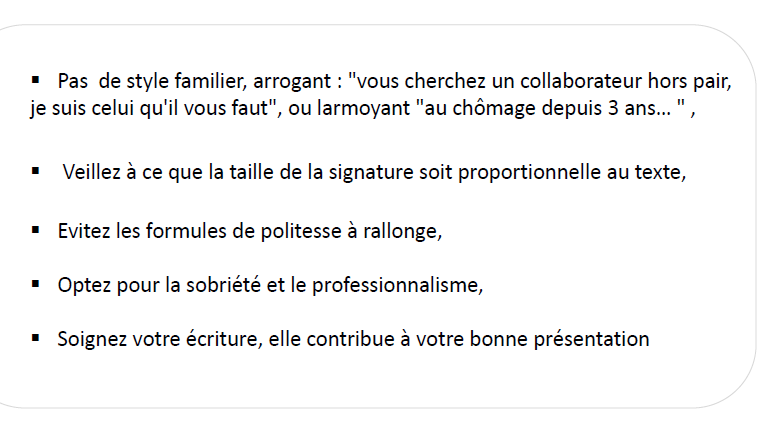 ▪ Pas de style familier, arrogant : "vous cherchez un collaborateur hors pair,
je suis celui qu'il vous faut", ou larmoyant "au chômage depuis 3 ans... " ,
▪ Veillez à ce que la taille de la signature soit proportionnelle au texte,
▪ Evitez les formules de politesse à rallonge,
▪ Optez pour la sobriété et le professionnalisme,
▪ Soignez votre écriture, elle contribue à votre bonne présentation